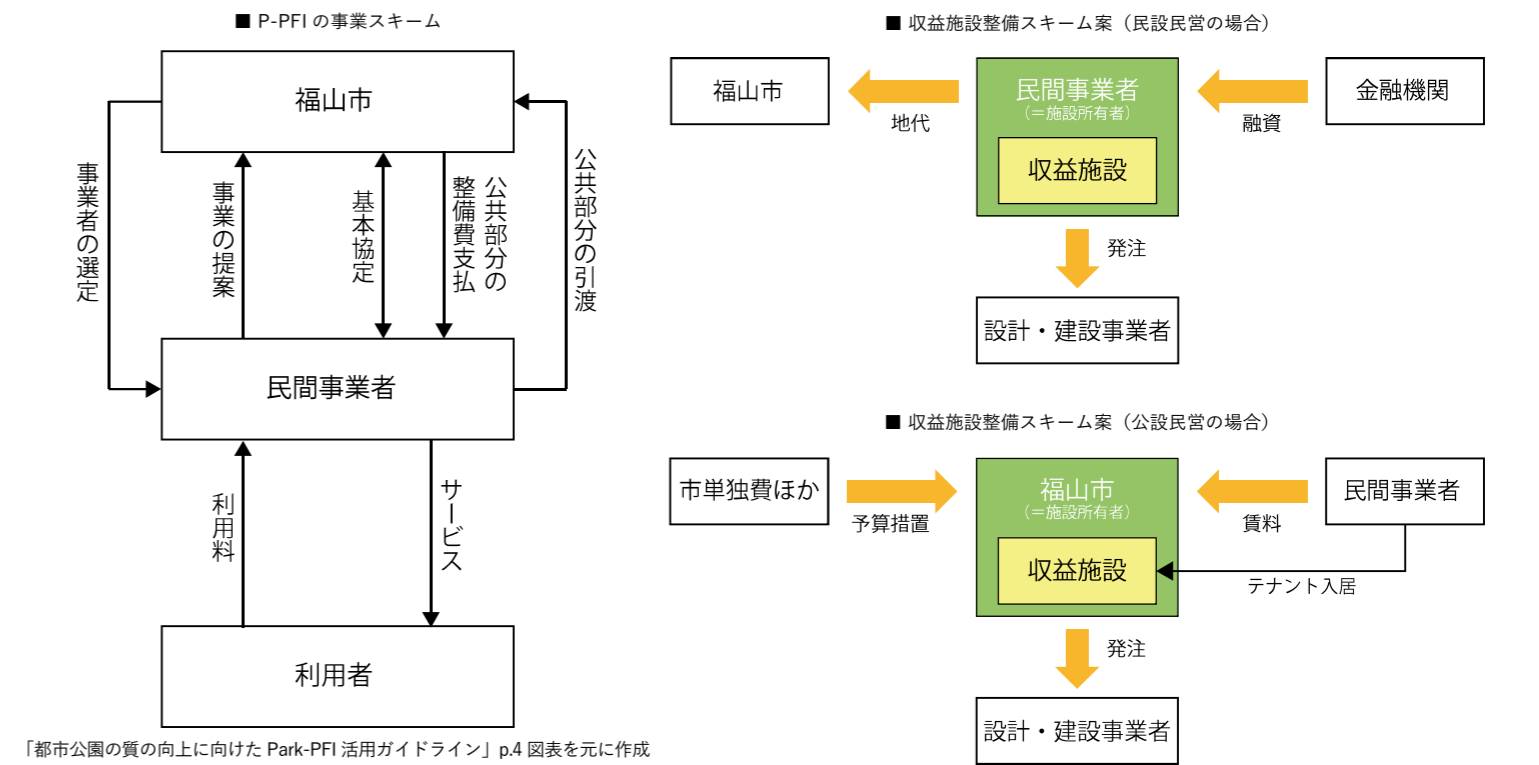 ■ P-PFI の事業スキーム
福山市
事業者の選定
事業の提案
基本協定
公共部分の
整備費支払
公共部分の引渡
民間事業者
利用料
サービス
利用者
「都市公園の質の向上に向けた Park-PFI 活用ガイドライン」p.4 図表を元に作成
■ 収益施設整備スキーム案（民設民営の場合）
福山市
地代
民間事業者
（＝施設所有者）
収益施設
融資
金融機関
発注
設計・建設事業者
■ 収益施設整備スキーム案（公設民営の場合）
市単独費ほか
予算措置
福山市
（＝施設所有者）
収益施設
賃料
民間事業者
テナント入居
発注
設計・建設事業者